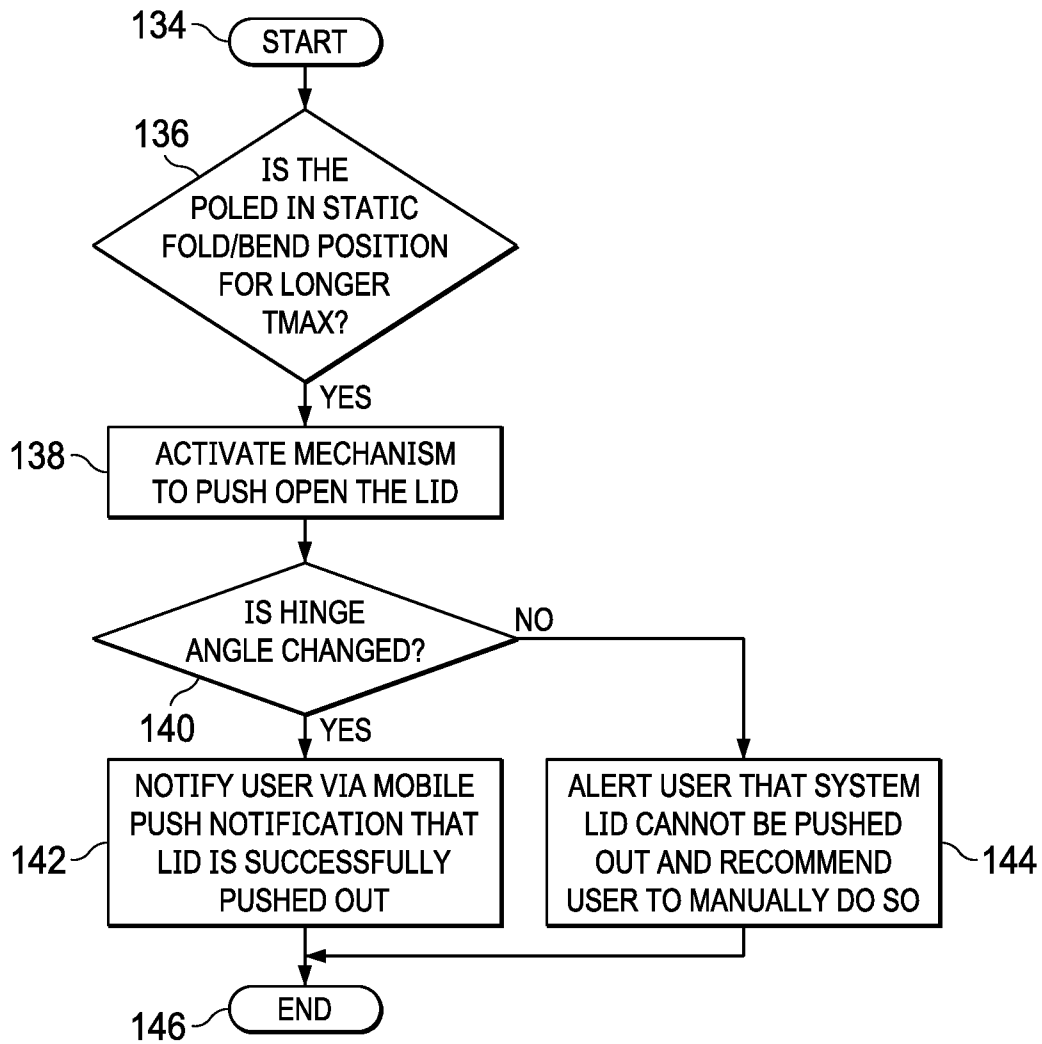 134
START
136
IS THE
POLED IN STATIC
FOLD/BEND POSITION
FOR LONGER
TMAX?
YES
138
ACTIVATE MECHANISM
TO PUSH OPEN THE LID
IS HINGE
ANGLE CHANGED?
NO
140
YES
142
NOTIFY USER VIA MOBILE
PUSH NOTIFICATION THAT
LID IS SUCCESSFULLY
PUSHED OUT
ALERT USER THAT SYSTEM
LID CANNOT BE PUSHED
OUT AND RECOMMEND
USER TO MANUALLY DO SO
144
END
146